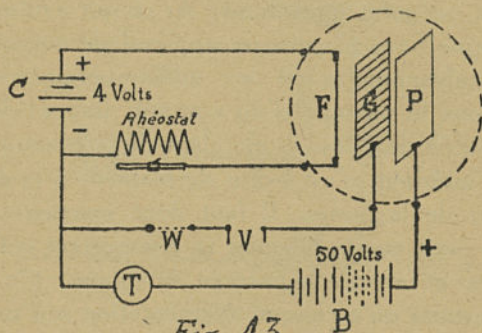 +
C
4 Volts
F
G
P
Rhéostat
-
W
V
50 Volts
+
T
B
Fig. 43